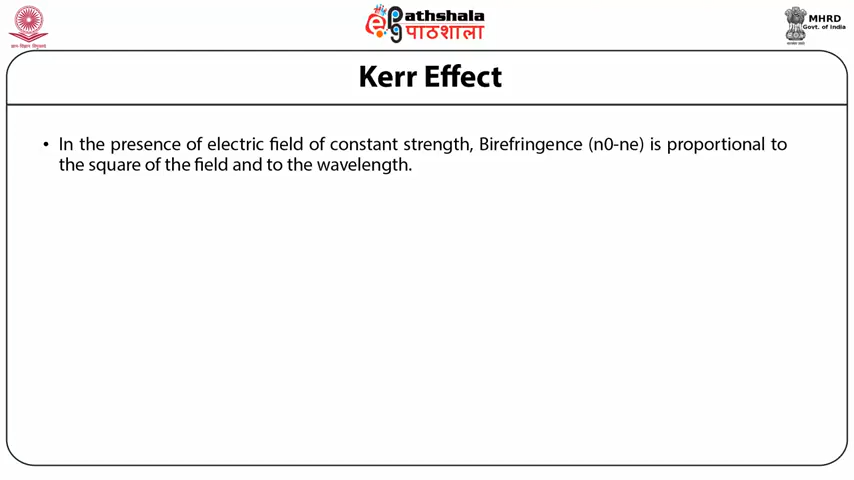 ePathshala
पाठशाला
MHRD
Govt. of India
Kerr Effect
• In the presence of electric field of constant strength, Birefringence (n0-ne) is proportional to
the square of the field and to the wavelength.